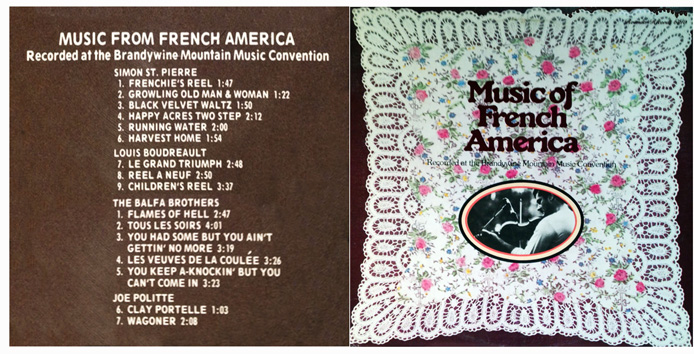 MUSIC FROM FRENCH AMERICA
Recorded at the Brandywine Mountain Music Convention
SIMON ST. PIERRE
1. FRENCHIE'S REEL 1:47
2. GROWLING OLD MAN & WOMAN 1:22
3. BLACK VELVET WALTZ 1:50
4. HAPPY ACRES TWO STEP 2:12
5. RUNNING WATER 2:00
6. HARVEST HOME 1:54
LOUIS BOUDREAULT
7. LE GRAND TRIUMPH 2:48
8. REEL A NEUF 2:50
9. CHILDREN'S REEL 3:37
THE BALFA BROTHERS
1. FLAMES OF HELL 2:47
2. TOUS LES SOIRS 4:01
3. YOU HAD SOME BUT YOU AIN'T
GETTIN' NO MORE 3:19
4. LES VEUVES DE LA COULÉE 3:26
5. YOU KEEP A-KNOCKIN' BUT YOU
CAN'T COME IN 3:23
JOE POLITTE
6. CLAY PORTELLE 1:03
7. WAGONER 2:08
Music of
French
America
Recorded at the Brandywine Mountain Music Convention